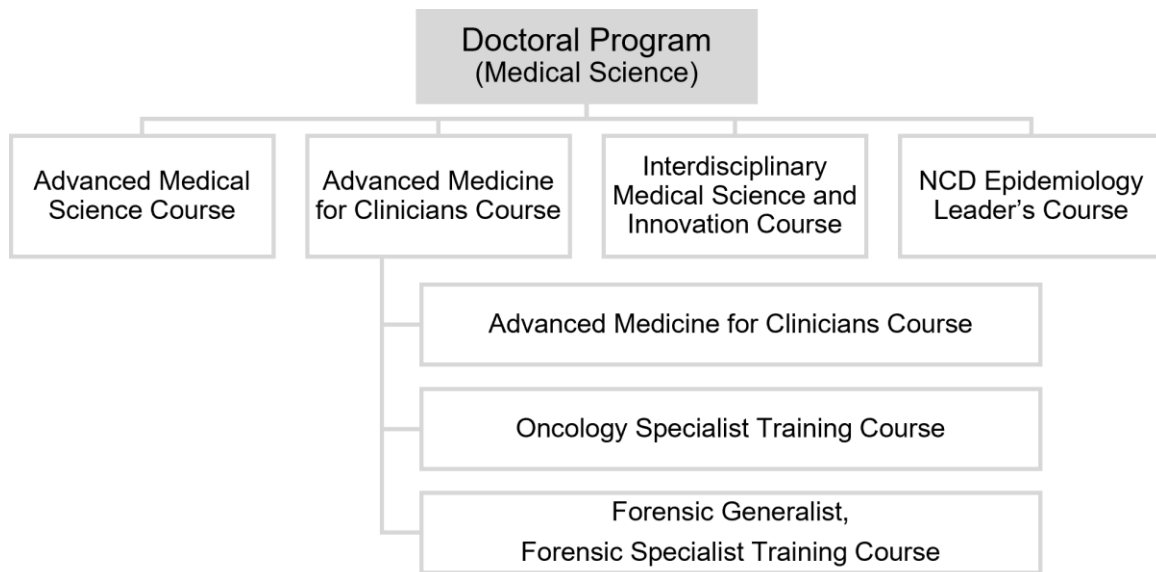 Doctoral Program
(Medical Science)
Advanced Medical
Science Course
Advanced Medicine
for Clinicians Course
Interdisciplinary
Medical Science and
Innovation Course
NCD Epidemiology
Leader’s Course
Advanced Medicine for Clinicians Course
Oncology Specialist Training Course
Forensic Generalist,
Forensic Specialist Training Course